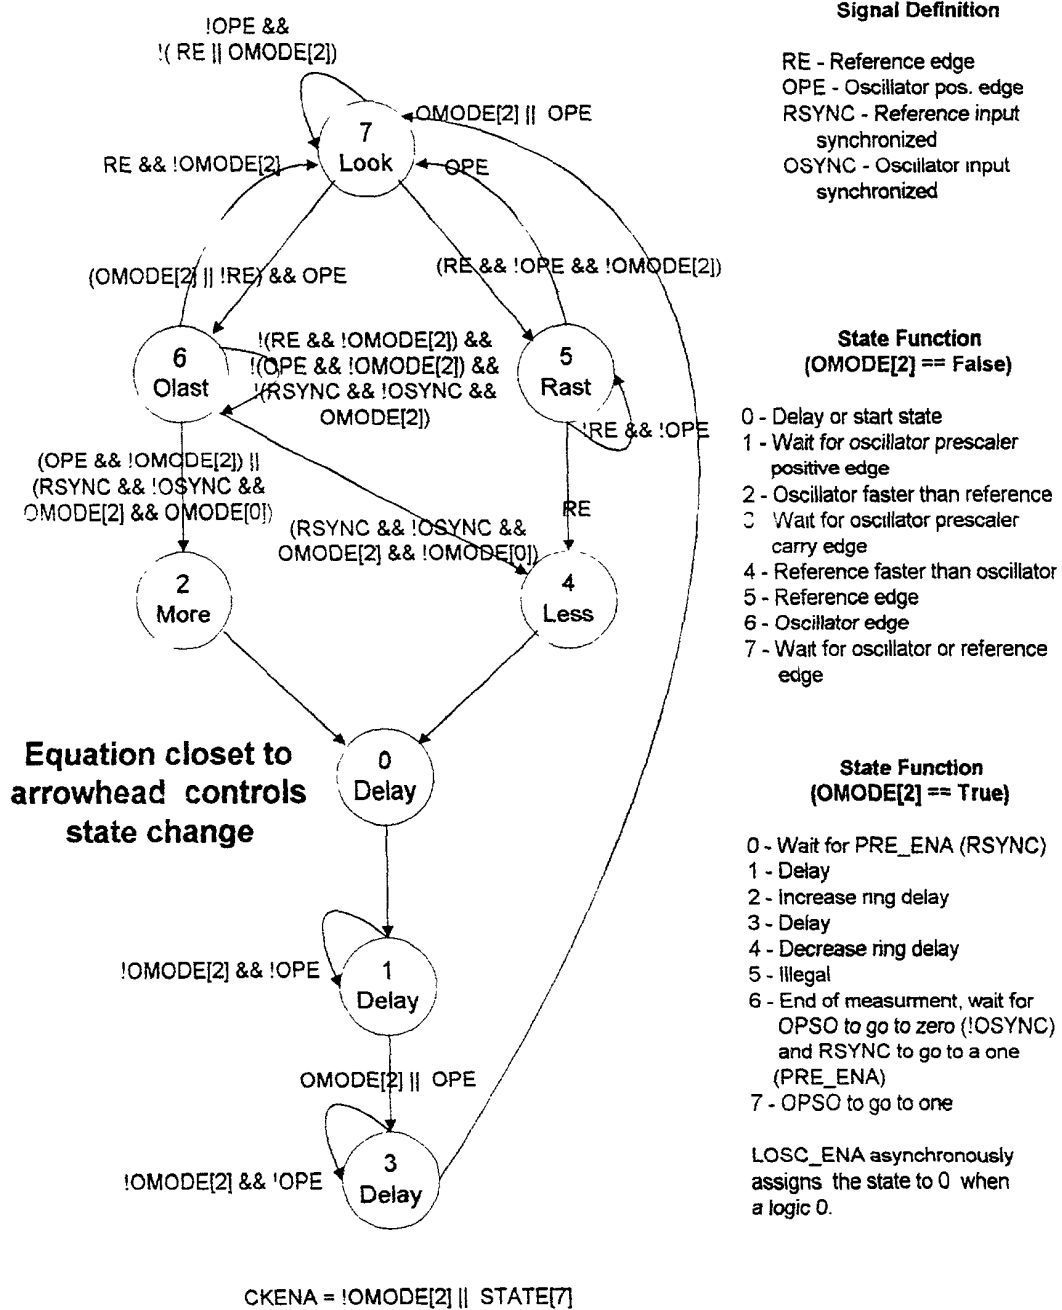 !OPE &&
!( RE || OMODE[2])
OMODE[2] || OPE
7
Look
RE && !OMODE[2]
OPE
(OMODE[2] || !RE) && OPE
(RE && !OPE && !OMODE[2])
6
Olast
!(RE && !OMODE[2]) &&
!(OPE && !OMODE[2]) &&
!(RSYNC && !OSYNC &&
OMODE[2])
5
Rast
!RE && !OPE
(OPE && !OMODE[2]) ||
(RSYNC && !OSYNC &&
OMODE[2] && OMODE[0])
(RSYNC && !OSYNC &&
OMODE[2] && !OMODE[0])
RE
2
More
4
Less
Equation closet to
arrowhead controls
state change
0
Delay
!OMODE[2] && !OPE
1
Delay
OMODE[2] || OPE
!OMODE[2] && !OPE
3
Delay
CKENA = !OMODE[2] || STATE[7]
Signal Definition
RE - Reference edge
OPE - Oscillator pos. edge
RSYNC - Reference input
synchronized
OSYNC - Oscillator input
synchronized
State Function
(OMODE[2] == False)
0 - Delay or start state
1 - Wait for oscillator prescaler
positive edge
2 - Oscillator faster than reference
3 Wait for oscillator prescaler
carry edge
4 - Reference faster than oscillator
5 - Reference edge
6 - Oscillator edge
7 - Wait for oscillator or reference
edge
State Function
(OMODE[2] == True)
0 - Wait for PRE_ENA (RSYNC)
1 - Delay
2 - Increase ring delay
3 - Delay
4 - Decrease ring delay
5 - Illegal
6 - End of measurment, wait for
OPSO to go to zero (!OSYNC)
and RSYNC to go to a one
(PRE_ENA)
7 - OPSO to go to one
LOSC_ENA asynchronously
assigns the state to 0 when
a logic 0.